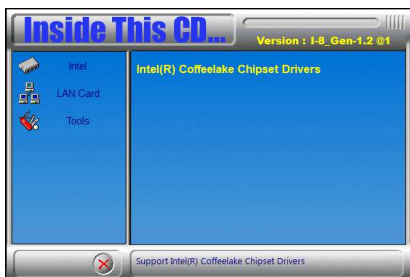 Inside This CD...
Version : I-8_Gen-1.2 @1
Intel
LAN Card
Tools
Intel(R) Coffeelake Chipset Drivers
Support Intel(R) Coffeelake Chipset Drivers